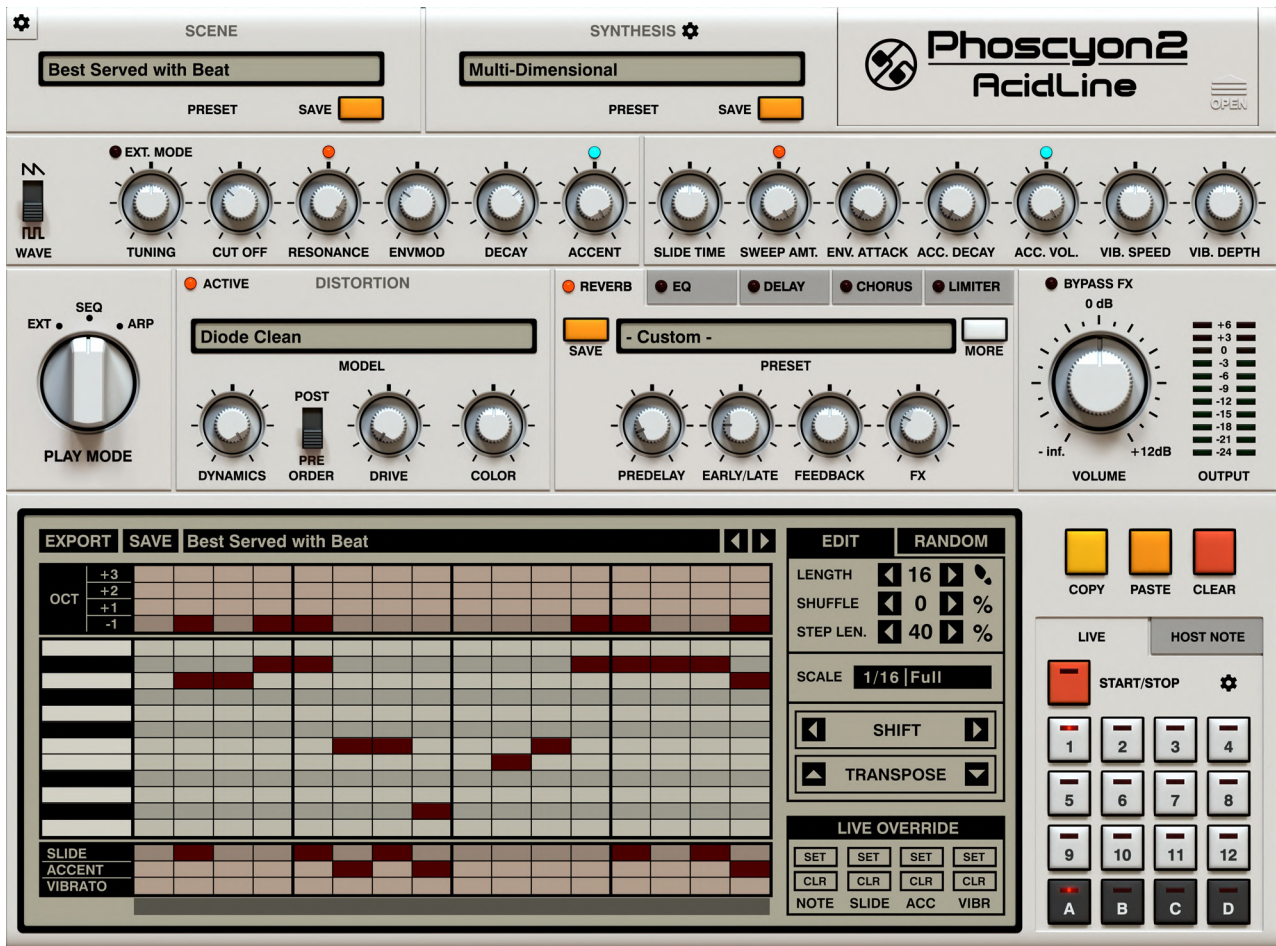 SCENE
SYNTHESIS
Phoscyon2
AcidLine
OPEN
Best Served with Beat
Multi-Dimensional
PRESET SAVE
PRESET SAVE
EXT. MODE
WAVE
TUNING CUT OFF RESONANCE ENVMOD DECAY ACCENT
SLIDE TIME SWEEP AMT. ENV. ATTACK ACC. DECAY ACC. VOL. VIB. SPEED VIB. DEPTH
EXT SEQ ARP
PLAY MODE
ACTIVE DISTORTION
Diode Clean
MODEL
POST
PRE
DYNAMICS ORDER DRIVE COLOR
REVERB EQ DELAY CHORUS LIMITER
SAVE - Custom - MORE
PRESET
PREDELAY EARLY/LATE FEEDBACK FX
BYPASS FX
0 dB
- inf. +12dB
VOLUME
+6
+3
0
-3
-6
-9
-12
-15
-18
-21
-24
OUTPUT
EXPORT SAVE Best Served with Beat
OCT
+3
+2
+1
-1
SLIDE
ACCENT
VIBRATO
EDIT RANDOM
LENGTH 16
SHUFFLE 0 %
STEP LEN. 40 %
SCALE 1/16|Full
SHIFT
TRANSPOSE
LIVE OVERRIDE
SET SET SET SET
CLR CLR CLR CLR
NOTE SLIDE ACC VIBR
COPY PASTE CLEAR
LIVE HOST NOTE
START/STOP
1 2 3 4
5 6 7 8
9 10 11 12
A B C D